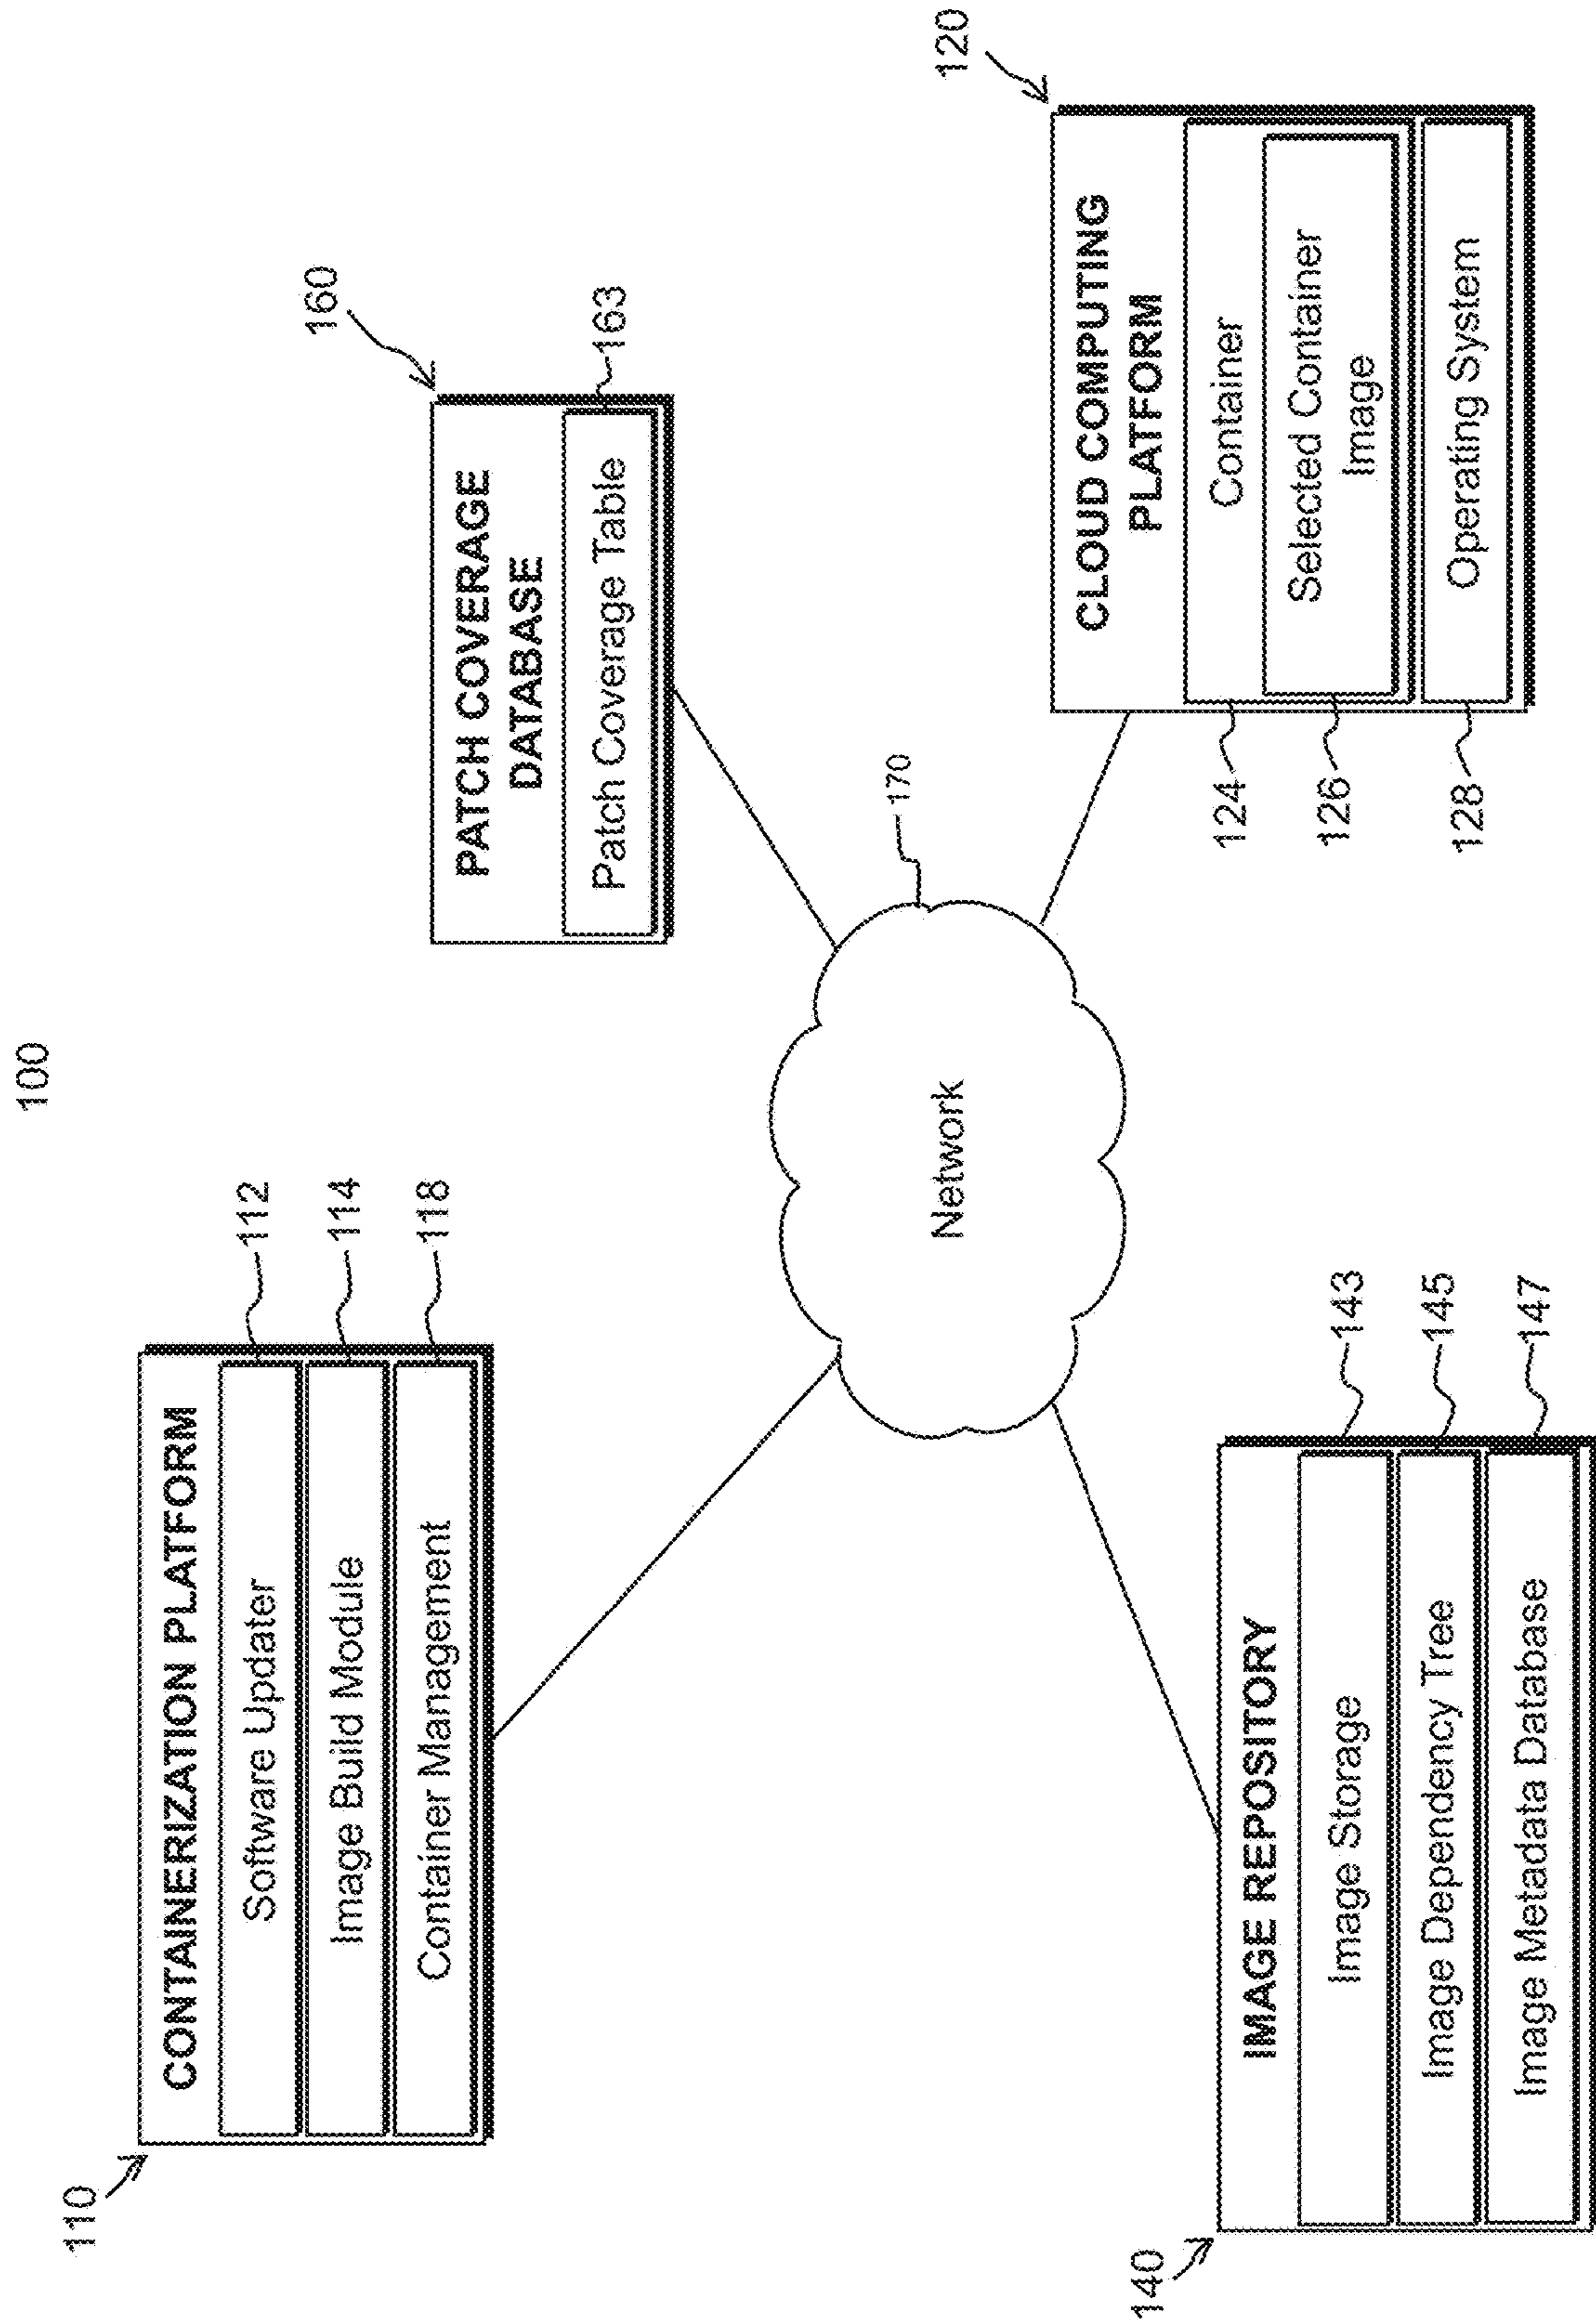 100
110
CONTAINERIZATION PLATFORM
Software Updater
112
Image Build Module
114
Container Management
118
160
PATCH COVERAGE
DATABASE
Patch Coverage Table
163
Network
170
140
IMAGE REPOSITORY
Image Storage
143
Image Dependency Tree
145
Image Metadata Database
147
120
CLOUD COMPUTING
PLATFORM
124
Container
126
Selected Container
Image
128
Operating System